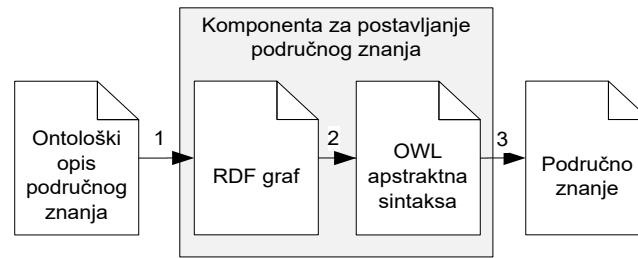 Komponenta za postavljanje
područnog znanja
Ontološki
opis
područnog
znanja
1
RDF graf
2
OWL
apstraktna
sintaksa
3
Područno
znanje